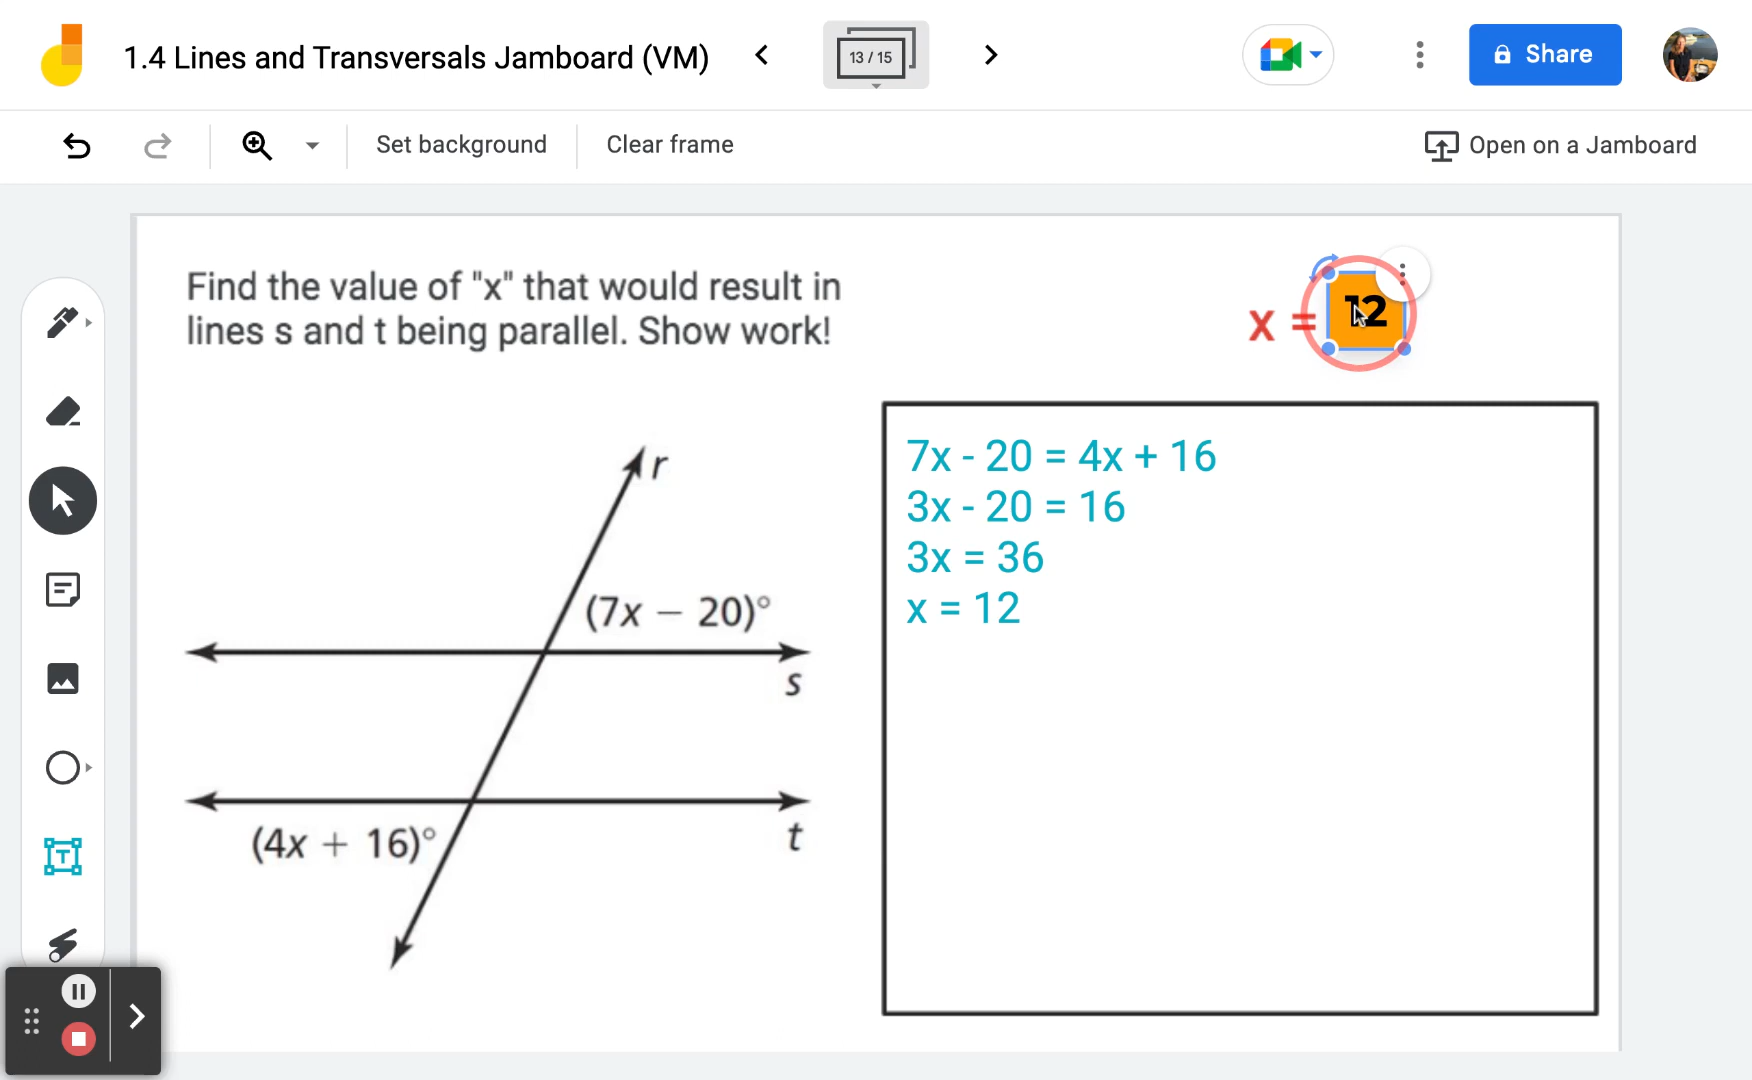 1.4 Lines and Transversals Jamboard (VM)
13 / 15
Share
Set background
Clear frame
Open on a Jamboard
Find the value of "x" that would result in
lines s and t being parallel. Show work!
x =
12
7x - 20 = 4x + 16
3x - 20 = 16
3x = 36
x = 12
r
(7x – 20)°
s
(4x + 16)°
t
T